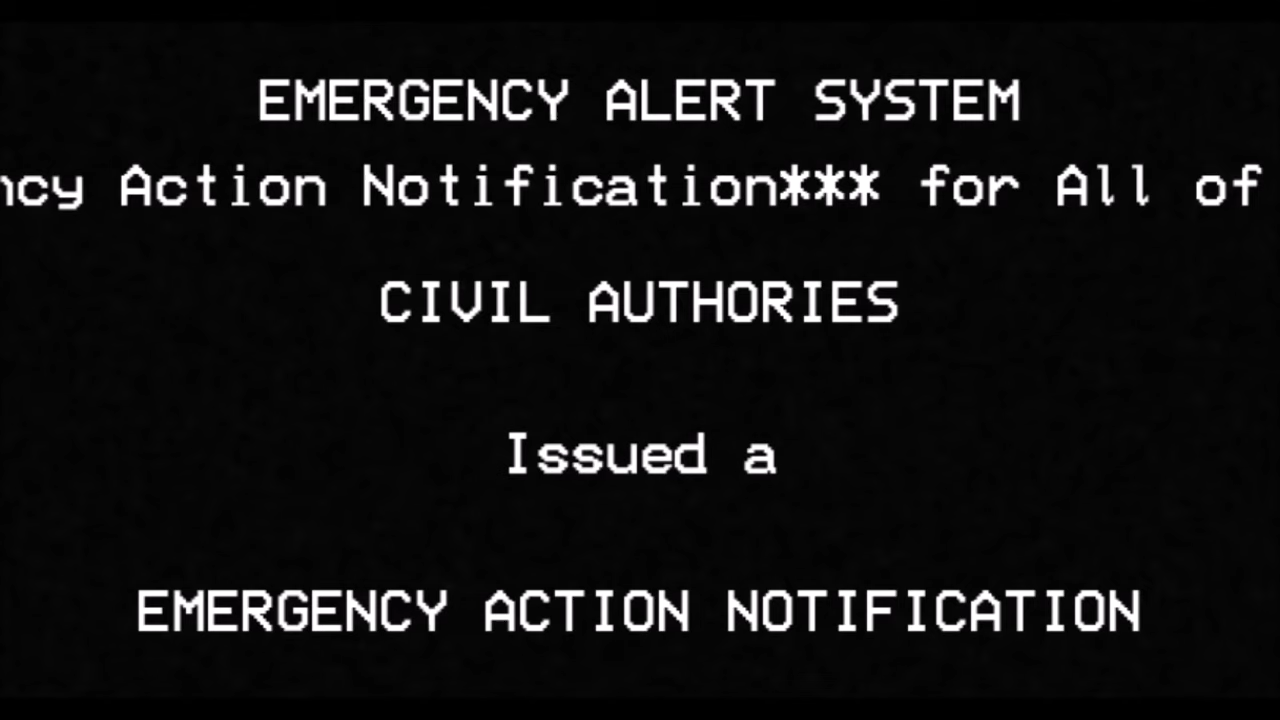 EMERGENCY ALERT SYSTEM
ncy Action Notification*** for All of
CIVIL AUTHORIES
Issued a
EMERGENCY ACTION NOTIFICATION